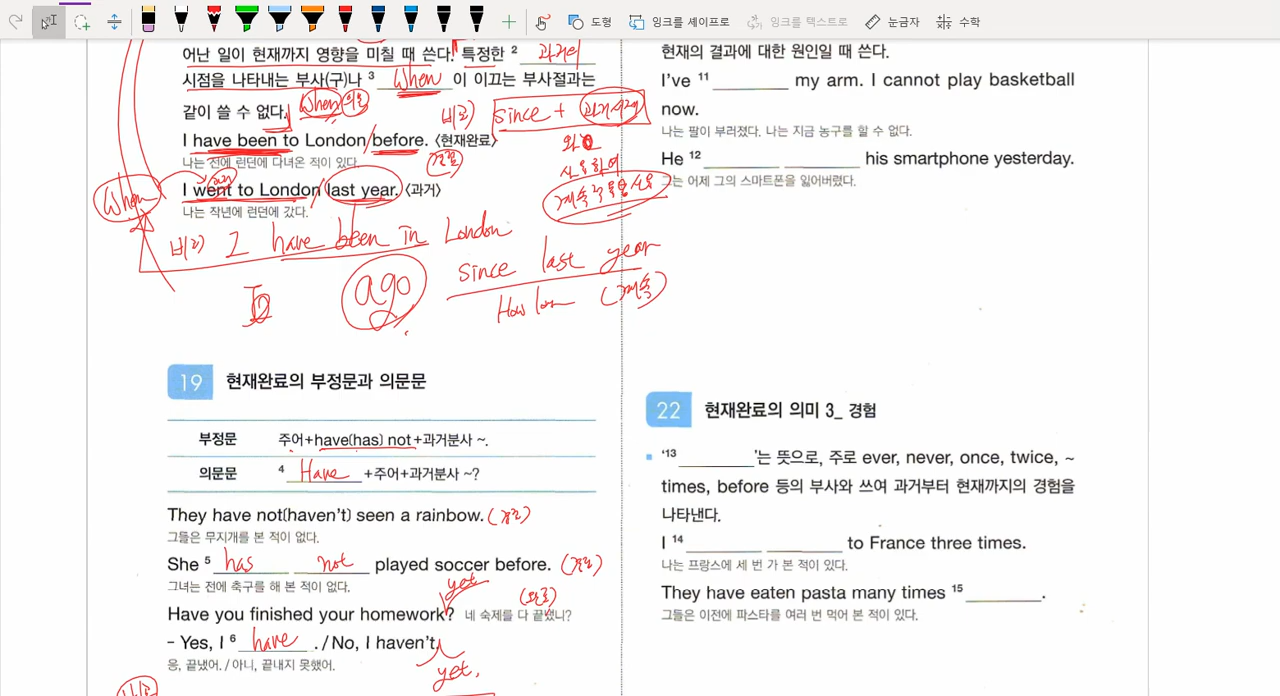 도형
잉크를 셰이프로
잉크를 텍스트로
눈금자
수학
어난 일이 현재까지 영향을 미칠 때 쓴다. 특정한 2 과거의
시점을 나타내는 부사(구)나 3 When 이 이끄는 부사절과는
같이 쓸 수 없다. When
비교) since + 과거시제
I have been to London / before. 〈현재완료〉
나는 전에 런던에 다녀온 적이 있다.
When I went to London / last year. 〈과거〉
나는 작년에 런던에 갔다.
비교) I have been in London
since last year
ago
How long (계속)
19 현재완료의 부정문과 의문문
부정문 주어+have(has) not+과거분사 ~.
의문문 4 Have +주어+과거분사 ~?
They have not(haven't) seen a rainbow. (경험)
그들은 무지개를 본 적이 없다.
She 5 has not played soccer before. (경험)
그녀는 전에 축구를 해 본 적이 없다.
yet
Have you finished your homework? 네 숙제를 다 끝냈니? (완료)
– Yes, I 6 have . / No, I haven't.
yet.
응, 끝냈어. / 아니, 끝내지 못했어.
현재의 결과에 대한 원인일 때 쓴다.
I've 11 ________ my arm. I cannot play basketball
now.
나는 팔이 부러졌다. 나는 지금 농구를 할 수 없다.
He 12 ________ ________ his smartphone yesterday.
그는 어제 그의 스마트폰을 잃어버렸다.
22 현재완료의 의미 3_ 경험
'13 ________'는 뜻으로, 주로 ever, never, once, twice, ~
times, before 등의 부사와 쓰여 과거부터 현재까지의 경험을
나타낸다.
I 14 ________ ________ to France three times.
나는 프랑스에 세 번 가 본 적이 있다.
They have eaten pasta many times 15 ________.
그들은 이전에 파스타를 여러 번 먹어 본 적이 있다.